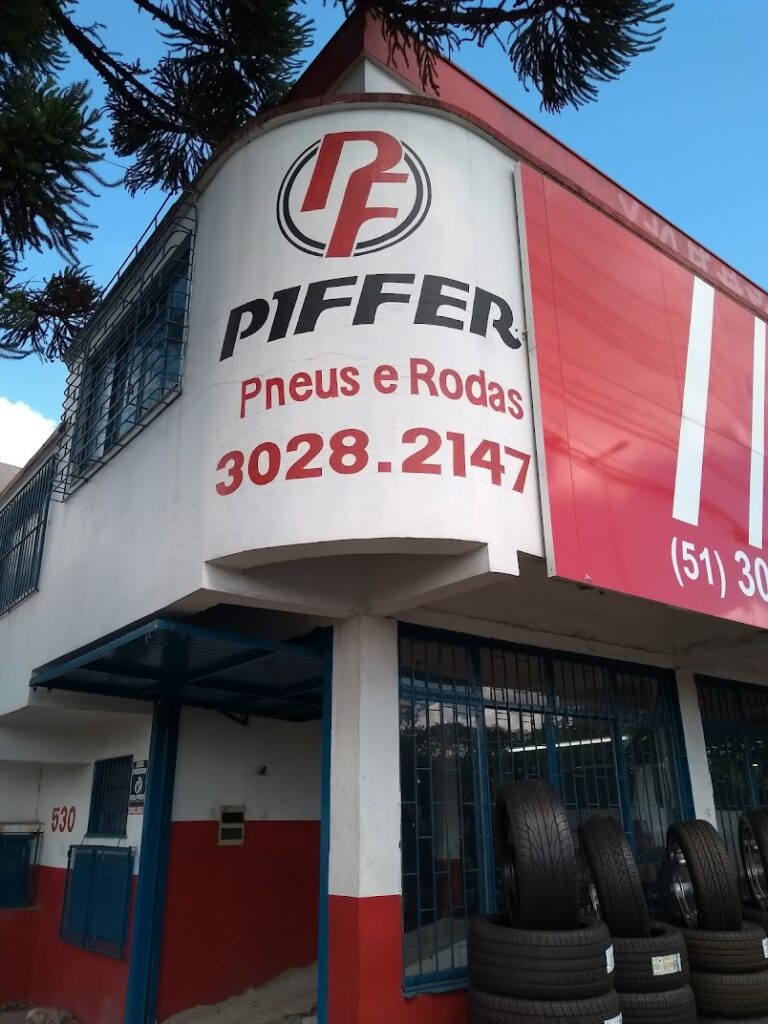 PF
PIFFER
Pneus e Rodas
3028.2147
(51) 30
530